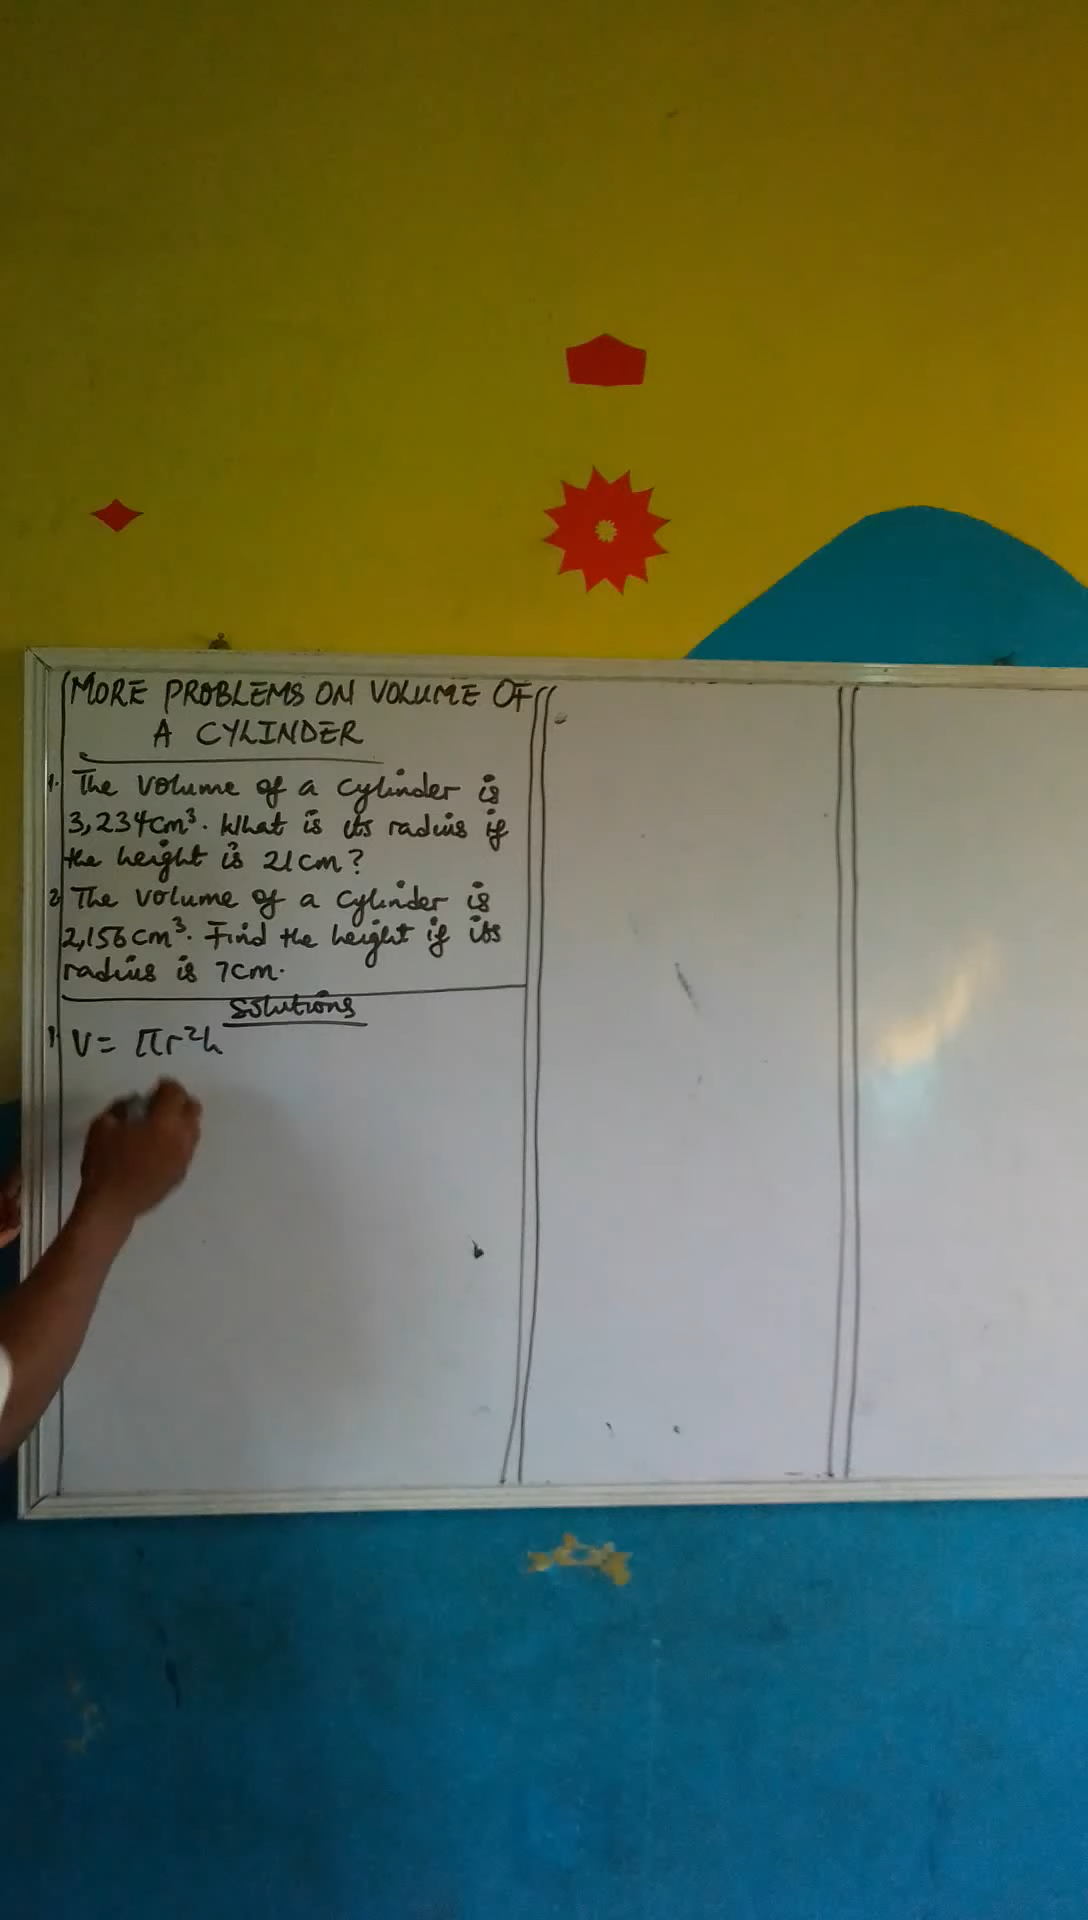 MORE PROBLEMS ON VOLUME OF
A CYLINDER
1. The volume of a cylinder is
3,234cm³. What is its radius if
the height is 21cm?
2 The volume of a cylinder is
2,156cm³. Find the height if its
radius is 7cm.
Solutions
1. V = πr²h